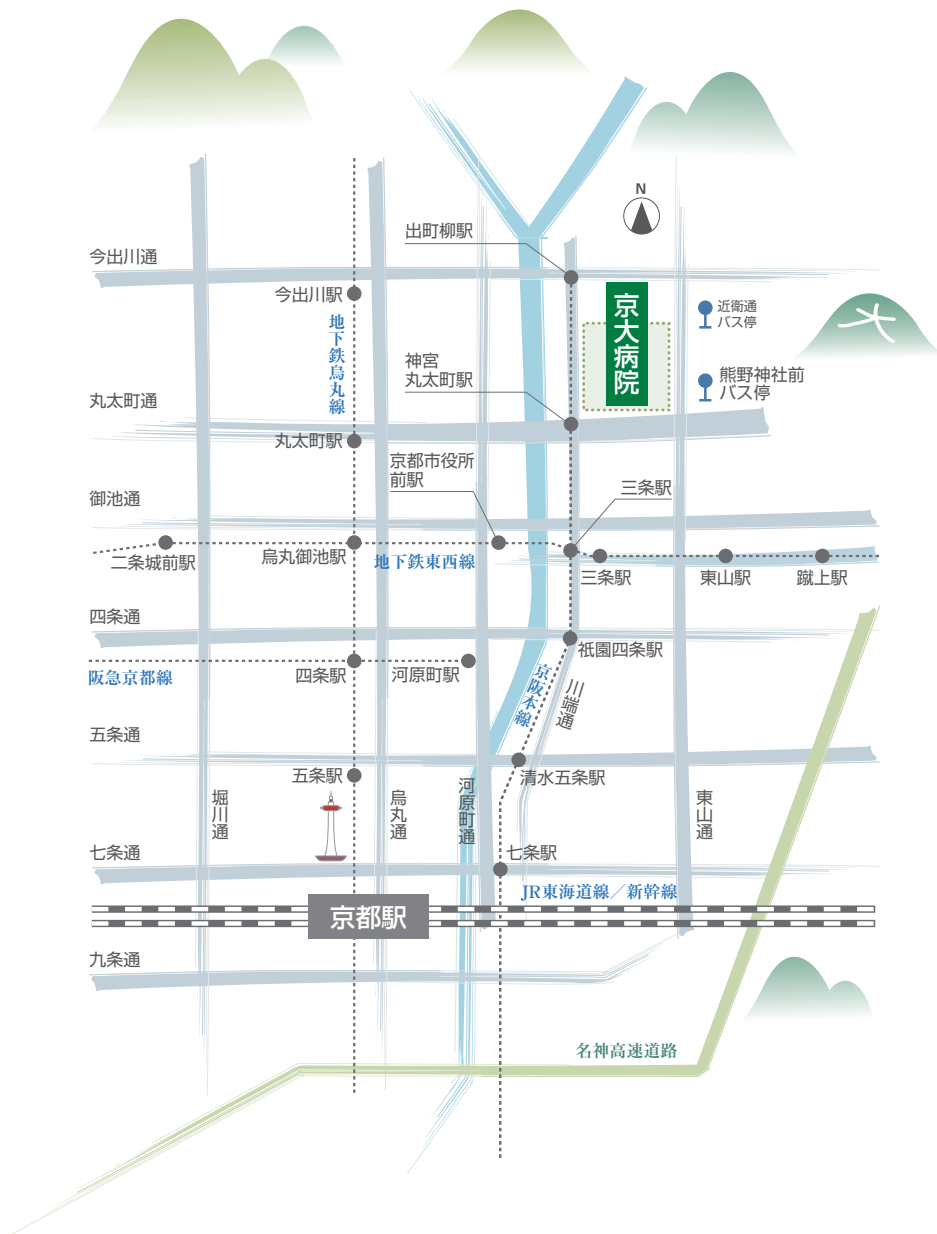 N
出町柳駅
今出川通
今出川駅
地下鉄烏丸線
京大病院
近衛通
バス停
神宮
丸太町駅
熊野神社前
バス停
丸太町通
丸太町駅
京都市役所
前駅
三条駅
御池通
二条城前駅
烏丸御池駅
地下鉄東西線
三条駅
東山駅
蹴上駅
四条通
祇園四条駅
阪急京都線
四条駅
河原町駅
京阪本線
川端通
五条通
五条駅
清水五条駅
堀川通
烏丸通
河原町通
東山通
七条通
七条駅
JR東海道線／新幹線
京都駅
九条通
名神高速道路